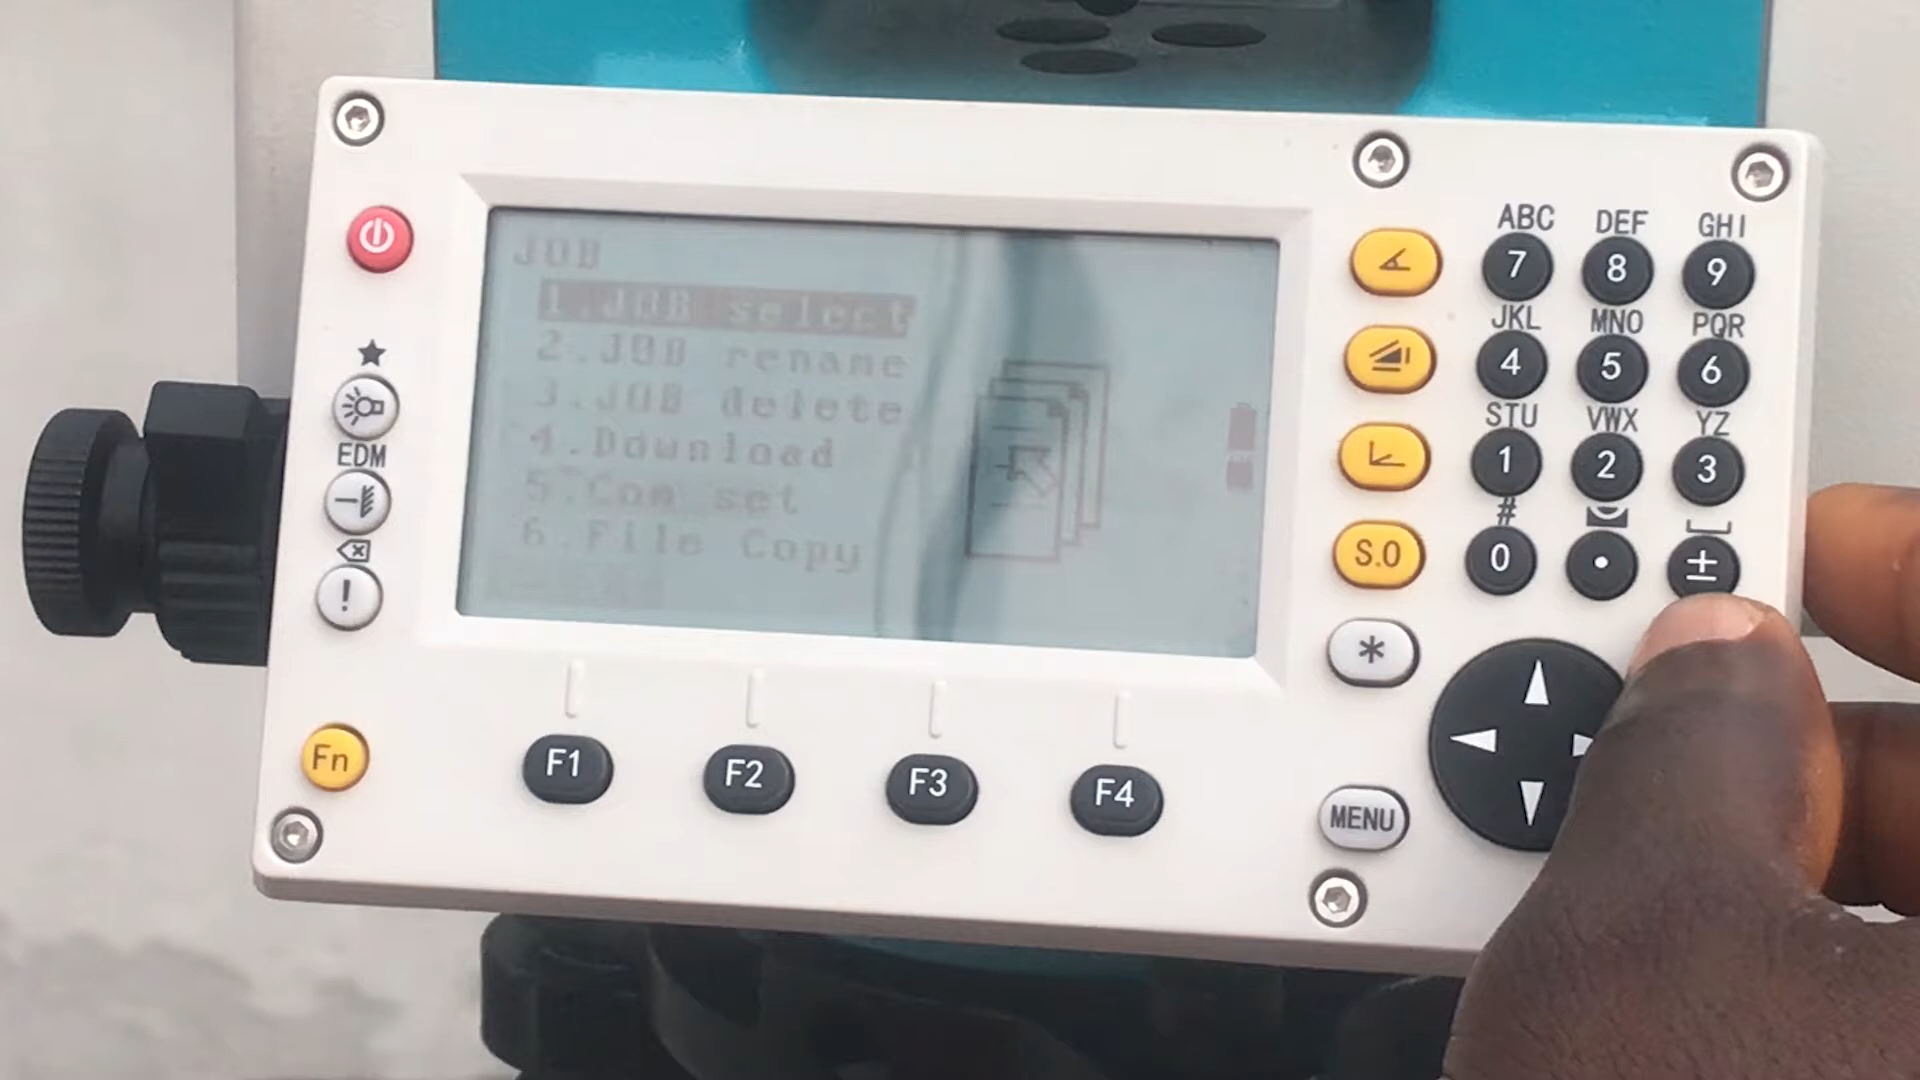 JOB
1.JOB select
2.JOB rename
3.JOB delete
4.Download
5.Com set
6.File Copy
ABC DEF GHI
7 8 9
JKL MNO PQR
4 5 6
STU VWX YZ
1 2 3
#
S.O 0 . ±
*
EDM
!
Fn F1 F2 F3 F4 MENU